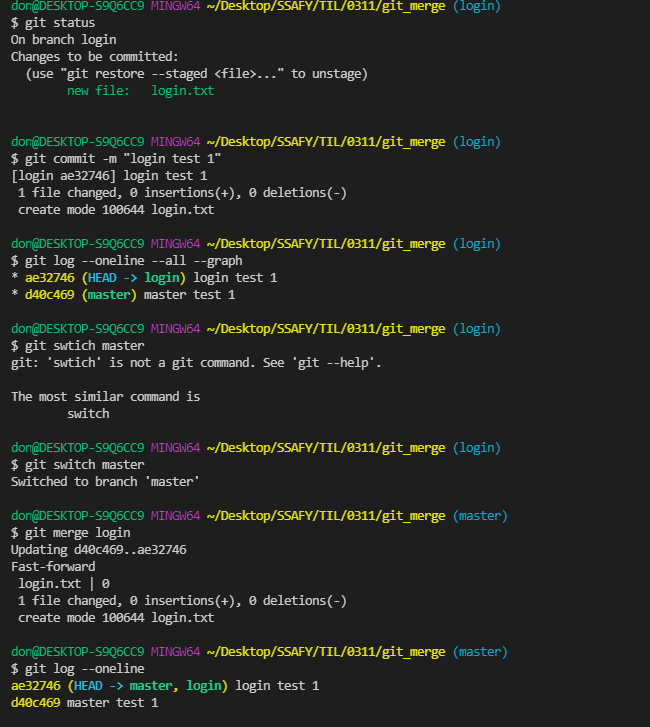 don@DESKTOP-S9Q6CC9 MINGW64 ~/Desktop/SSAFY/TIL/0311/git_merge (login)
$ git status
On branch login
Changes to be committed:
  (use "git restore --staged <file>..." to unstage)
        new file:   login.txt

don@DESKTOP-S9Q6CC9 MINGW64 ~/Desktop/SSAFY/TIL/0311/git_merge (login)
$ git commit -m "login test 1"
[login ae32746] login test 1
 1 file changed, 0 insertions(+), 0 deletions(-)
 create mode 100644 login.txt

don@DESKTOP-S9Q6CC9 MINGW64 ~/Desktop/SSAFY/TIL/0311/git_merge (login)
$ git log --oneline --all --graph
* ae32746 (HEAD -> login) login test 1
* d40c469 (master) master test 1

don@DESKTOP-S9Q6CC9 MINGW64 ~/Desktop/SSAFY/TIL/0311/git_merge (login)
$ git swtich master
git: 'swtich' is not a git command. See 'git --help'.

The most similar command is
        switch

don@DESKTOP-S9Q6CC9 MINGW64 ~/Desktop/SSAFY/TIL/0311/git_merge (login)
$ git switch master
Switched to branch 'master'

don@DESKTOP-S9Q6CC9 MINGW64 ~/Desktop/SSAFY/TIL/0311/git_merge (master)
$ git merge login
Updating d40c469..ae32746
Fast-forward
 login.txt | 0
 1 file changed, 0 insertions(+), 0 deletions(-)
 create mode 100644 login.txt

don@DESKTOP-S9Q6CC9 MINGW64 ~/Desktop/SSAFY/TIL/0311/git_merge (master)
$ git log --oneline
ae32746 (HEAD -> master, login) login test 1
d40c469 master test 1